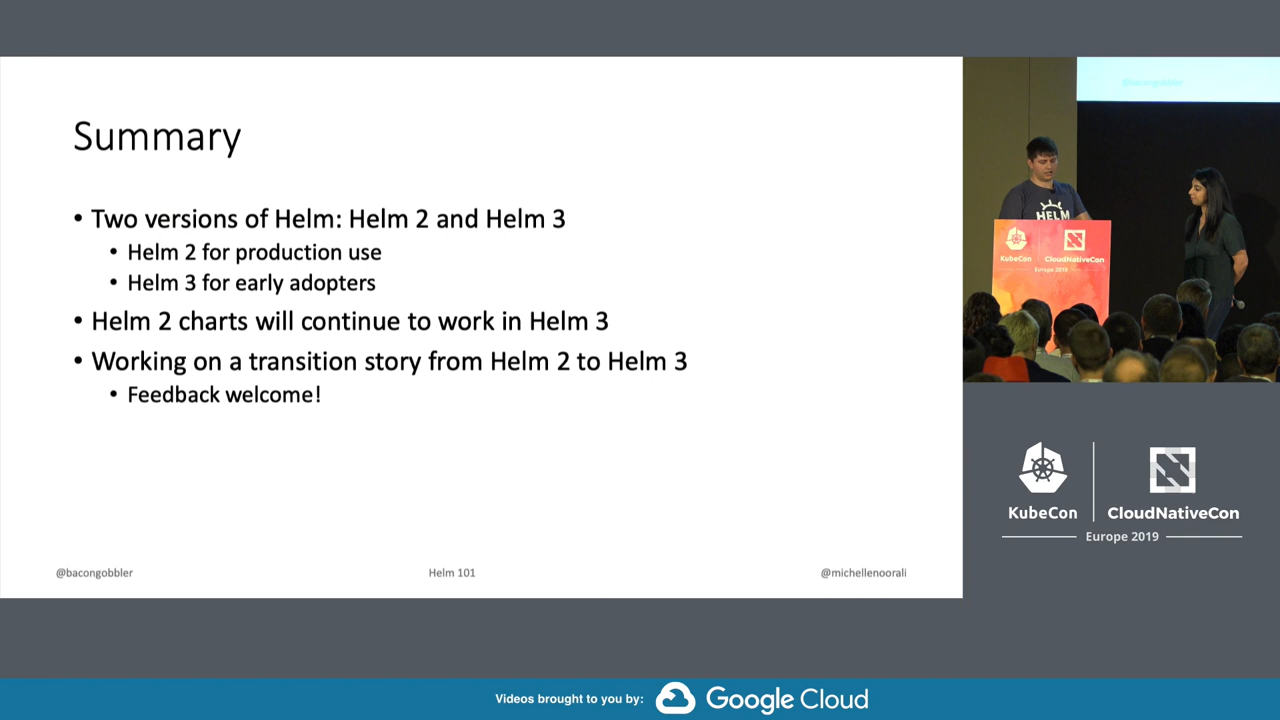 Summary
• Two versions of Helm: Helm 2 and Helm 3
• Helm 2 for production use
• Helm 3 for early adopters
• Helm 2 charts will continue to work in Helm 3
• Working on a transition story from Helm 2 to Helm 3
• Feedback welcome!
@bacongobbler
Helm 101
@michellenoorali
@bacongobbler
HELM
KubeCon
CloudNativeCon
Europe 2019
KubeCon
CloudNativeCon
Europe 2019
Videos brought to you by:
Google Cloud